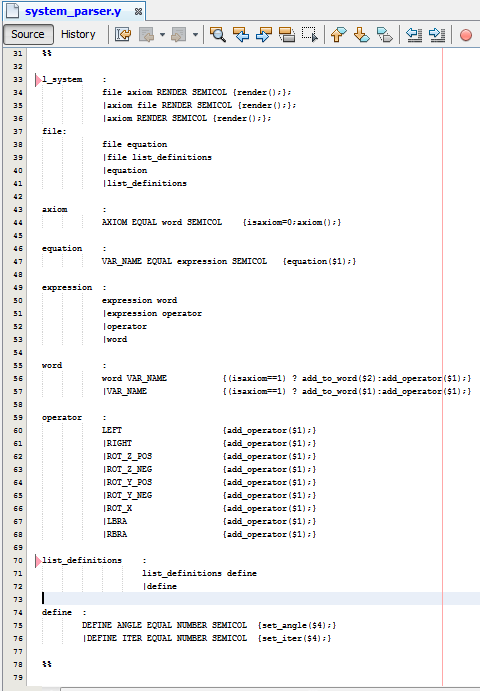 system_parser.y
Source History
31 %%
32
33 l_system :
34 file axiom RENDER SEMICOL {render();};
35 |axiom file RENDER SEMICOL {render();};
36 |axiom RENDER SEMICOL {render();};
37 file:
38 file equation
39 |file list_definitions
40 |equation
41 |list_definitions
42
43 axiom :
44 AXIOM EQUAL word SEMICOL {isaxiom=0;axiom();}
45
46 equation :
47 VAR_NAME EQUAL expression SEMICOL {equation($1);}
48
49 expression :
50 expression word
51 |expression operator
52 |operator
53 |word
54
55 word :
56 word VAR_NAME {(isaxiom==1) ? add_to_word($2):add_operator($1);}
57 |VAR_NAME {(isaxiom==1) ? add_to_word($1):add_operator($1);}
58
59 operator :
60 LEFT {add_operator($1);}
61 |RIGHT {add_operator($1);}
62 |ROT_Z_POS {add_operator($1);}
63 |ROT_Z_NEG {add_operator($1);}
64 |ROT_Y_POS {add_operator($1);}
65 |ROT_Y_NEG {add_operator($1);}
66 |ROT_X {add_operator($1);}
67 |LBRA {add_operator($1);}
68 |RBRA {add_operator($1);}
69
70 list_definitions :
71 list_definitions define
72 |define
73
74 define :
75 DEFINE ANGLE EQUAL NUMBER SEMICOL {set_angle($4);}
76 |DEFINE ITER EQUAL NUMBER SEMICOL {set_iter($4);}
77
78 %%
79